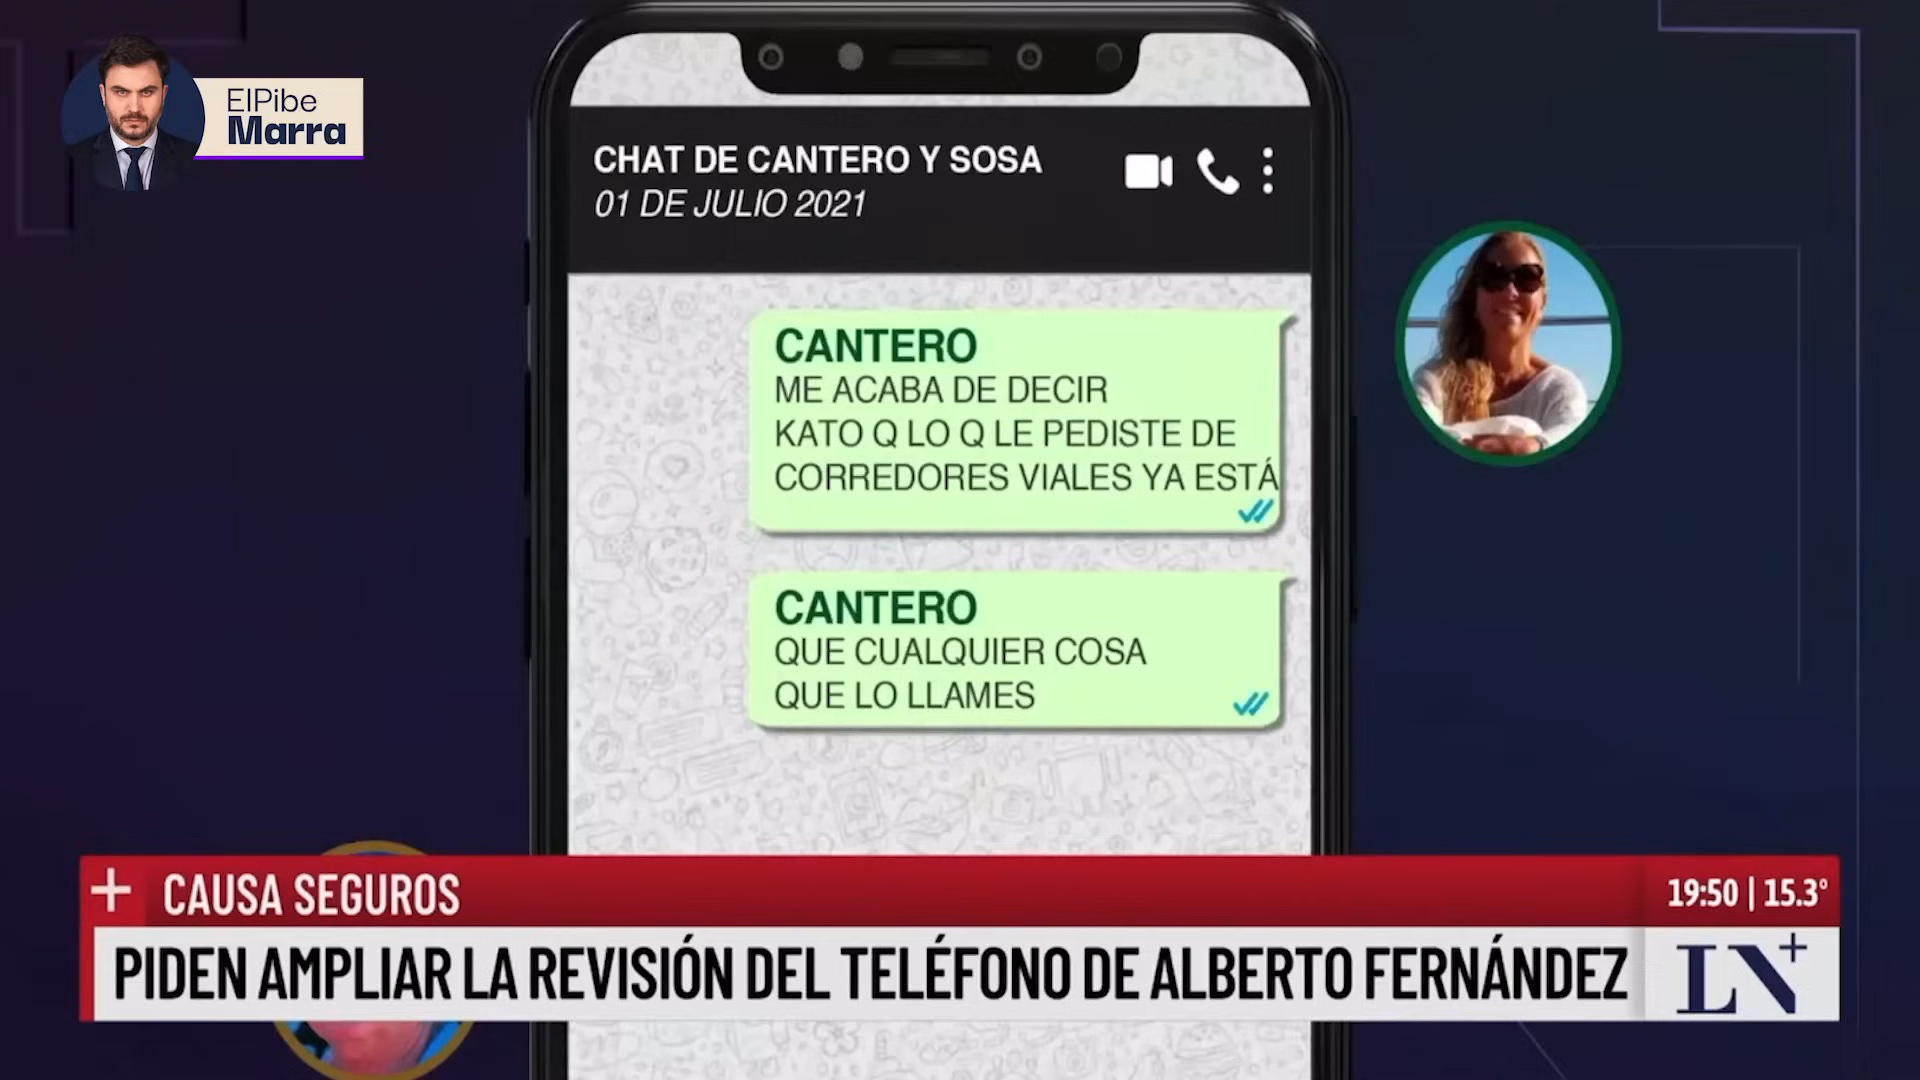 ElPibe
Marra
CHAT DE CANTERO Y SOSA
01 DE JULIO 2021
CANTERO
ME ACABA DE DECIR
KATO Q LO Q LE PEDISTE DE
CORREDORES VIALES YA ESTÁ
CANTERO
QUE CUALQUIER COSA
QUE LO LLAMES
+ CAUSA SEGUROS
19:50 | 15.3°
PIDEN AMPLIAR LA REVISIÓN DEL TELÉFONO DE ALBERTO FERNÁNDEZ
LN+